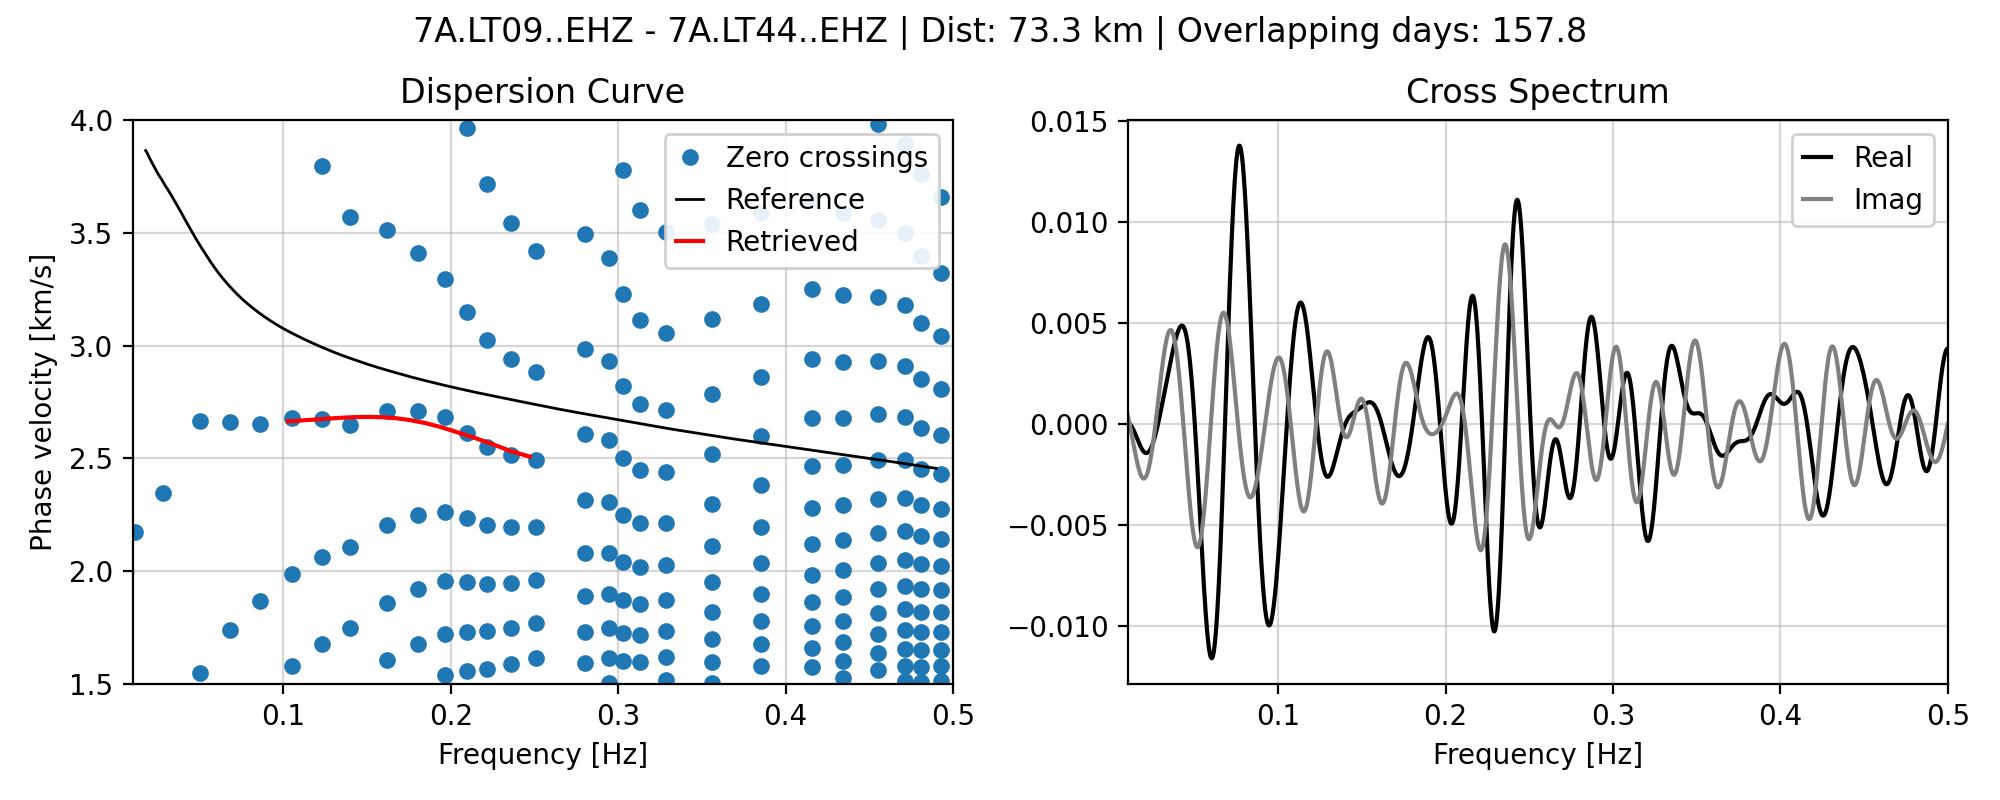 7A.LT09..EHZ - 7A.LT44..EHZ | Dist: 73.3 km | Overlapping days: 157.8
Dispersion Curve
4.0
3.5
3.0
2.5
2.0
1.5
Phase velocity [km/s]
0.1
0.2
0.3
0.4
0.5
Frequency [Hz]
Zero crossings
Reference
Retrieved
Cross Spectrum
0.015
0.010
0.005
0.000
−0.005
−0.010
0.1
0.2
0.3
0.4
0.5
Frequency [Hz]
Real
Imag